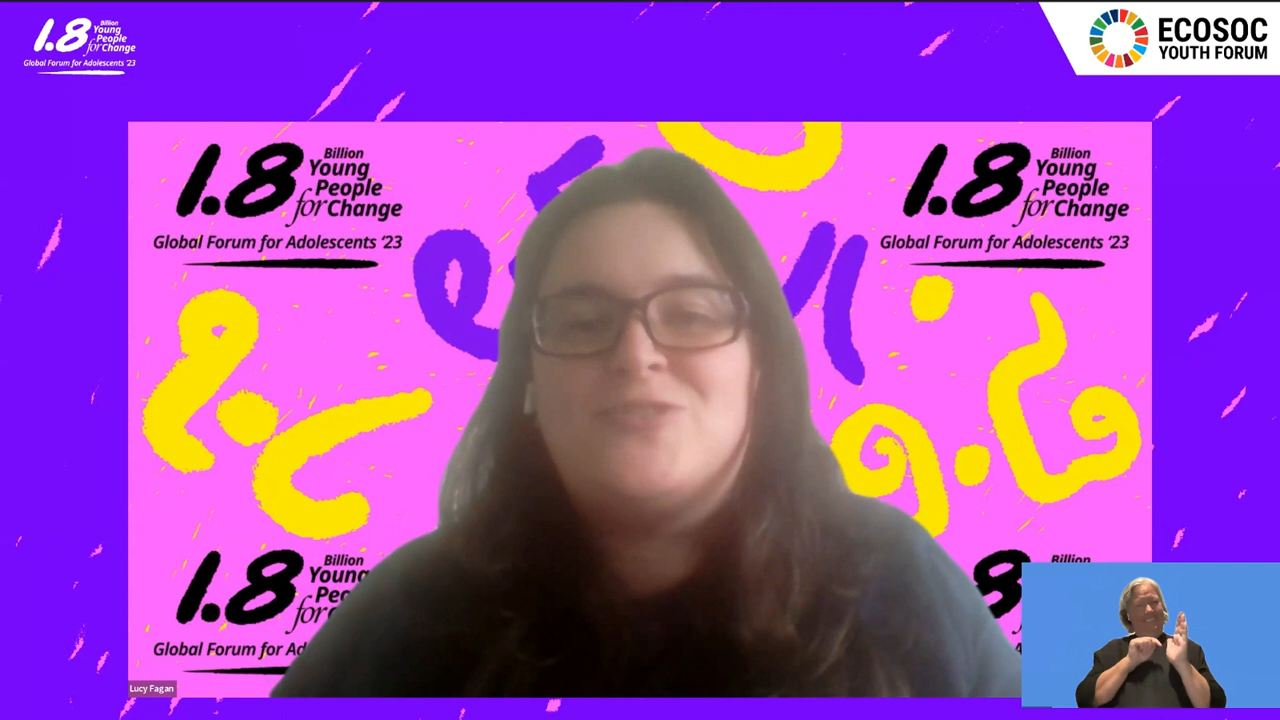 1.8 Billion
Young
People
for Change
Global Forum for Adolescents '23
ECOSOC
YOUTH FORUM
1.8 Billion
Young
People
for Change
Global Forum for Adolescents '23
1.8 Billion
Young
People
for Change
Global Forum for Adolescents '23
1.8 Billion
Young
for
Global Forum for
8 Billion
Lucy Fagan